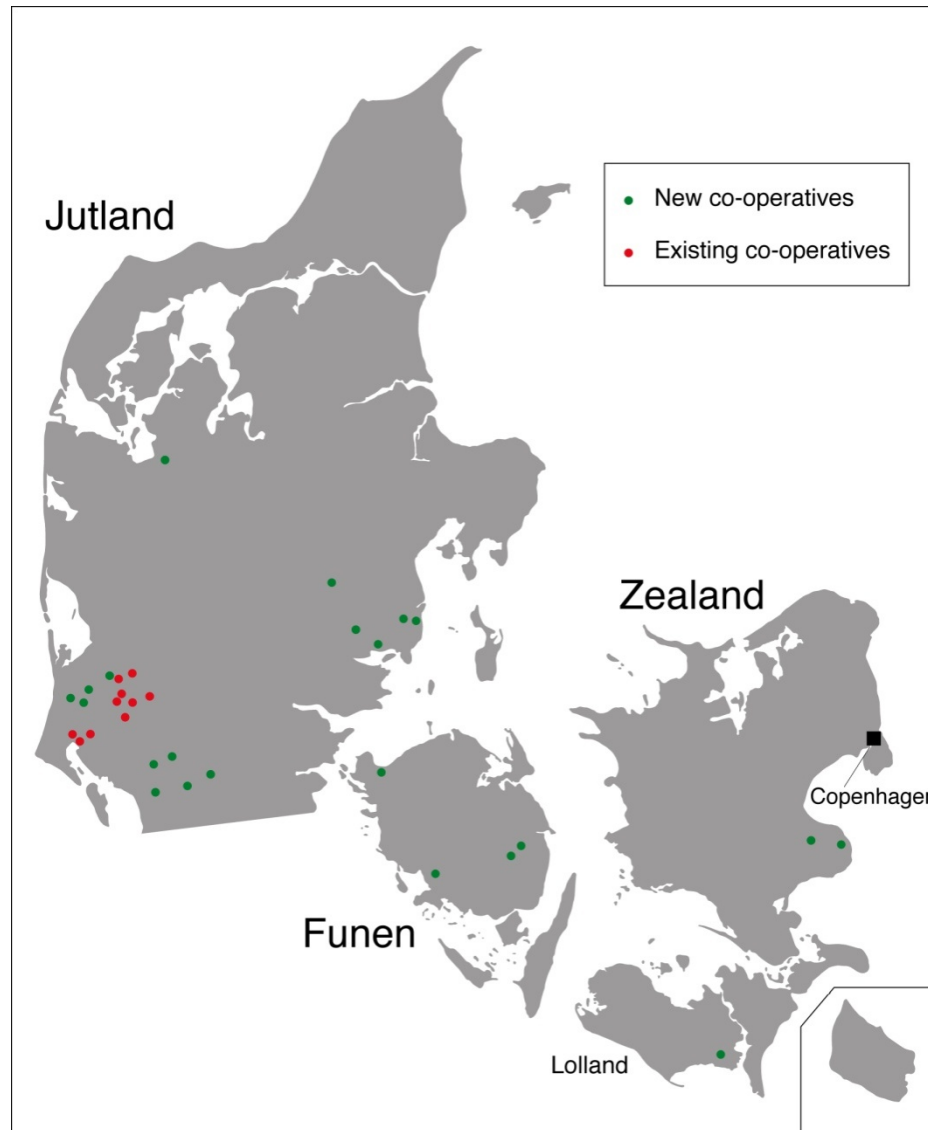 Jutland
New co-operatives
Existing co-operatives
Zealand
Copenhagen
Funen
Lolland